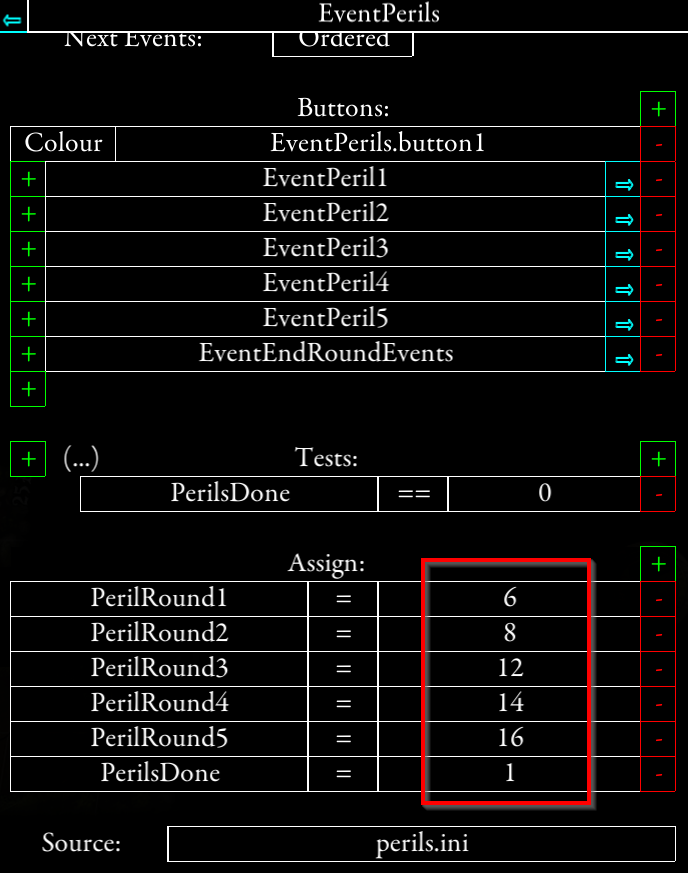 ⇦ EventPerils
Next Events: Ordered
Buttons: +
Colour EventPerils.button1 -
+ EventPeril1 ⇨ -
+ EventPeril2 ⇨ -
+ EventPeril3 ⇨ -
+ EventPeril4 ⇨ -
+ EventPeril5 ⇨ -
+ EventEndRoundEvents ⇨ -
+
+ (...) Tests: +
PerilsDone == 0 -
Assign: +
PerilRound1 = 6 -
PerilRound2 = 8 -
PerilRound3 = 12 -
PerilRound4 = 14 -
PerilRound5 = 16 -
PerilsDone = 1 -
Source: perils.ini